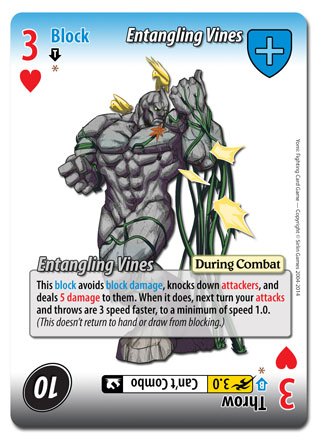 3 Block Entangling Vines
*
Yomi: Fighting Card Game — Copyright © Sirlin Games 2004-2014
Entangling Vines During Combat
This block avoids block damage, knocks down attackers, and
deals 5 damage to them. When it does, next turn your attacks
and throws are 3 speed faster, to a minimum of speed 1.0.
(This doesn't return to hand or draw from blocking.)
10
Can't Combo 3.0 *
Throw 3